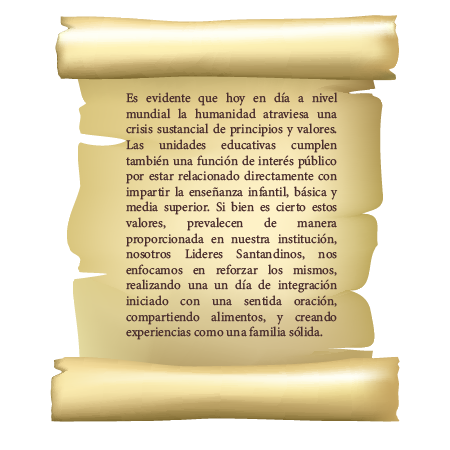 Es evidente que hoy en día a nivel
mundial la humanidad atraviesa una
crisis sustancial de principios y valores.
Las unidades educativas cumplen
también una función de interés público
por estar relacionado directamente con
impartir la enseñanza infantil, básica y
media superior. Si bien es cierto estos
valores, prevalecen de manera
proporcionada en nuestra institución,
nosotros Lideres Santandinos, nos
enfocamos en reforzar los mismos,
realizando una un día de integración
iniciado con una sentida oración,
compartiendo alimentos, y creando
experiencias como una familia sólida.